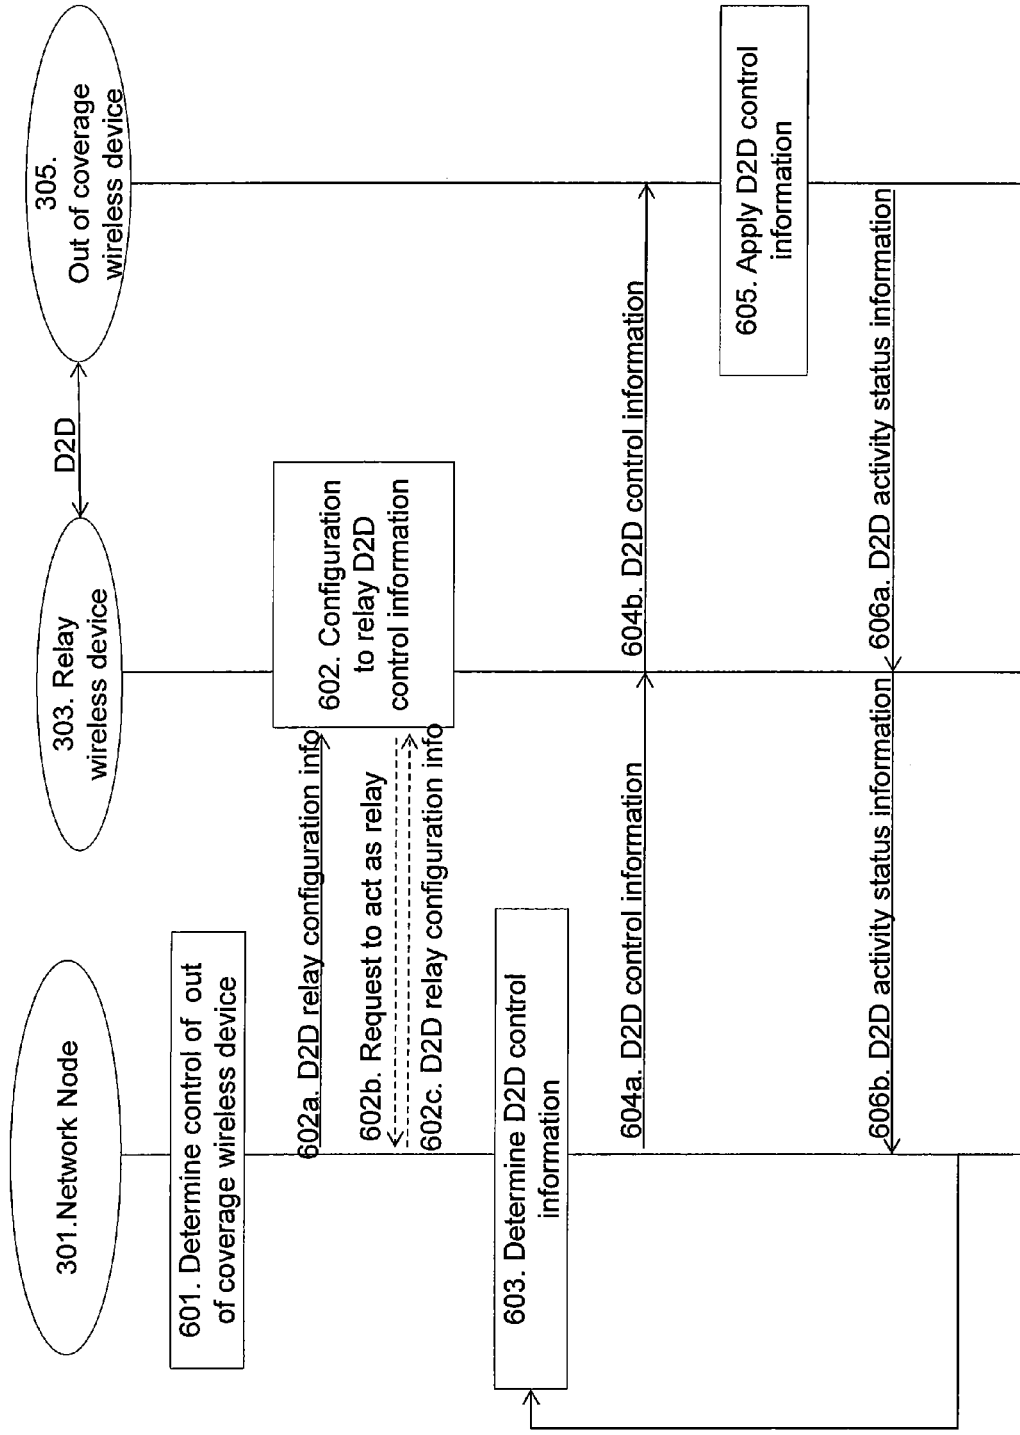 301.Network Node
303. Relay
wireless device
D2D
305.
Out of coverage
wireless device
601. Determine control of out
of coverage wireless device
602a. D2D relay configuration info
602. Configuration
to relay D2D
control information
602b. Request to act as relay
602c. D2D relay configuration info
603. Determine D2D control
information
604a. D2D control information
604b. D2D control information
605. Apply D2D control
information
606a. D2D activity status information
606b. D2D activity status information